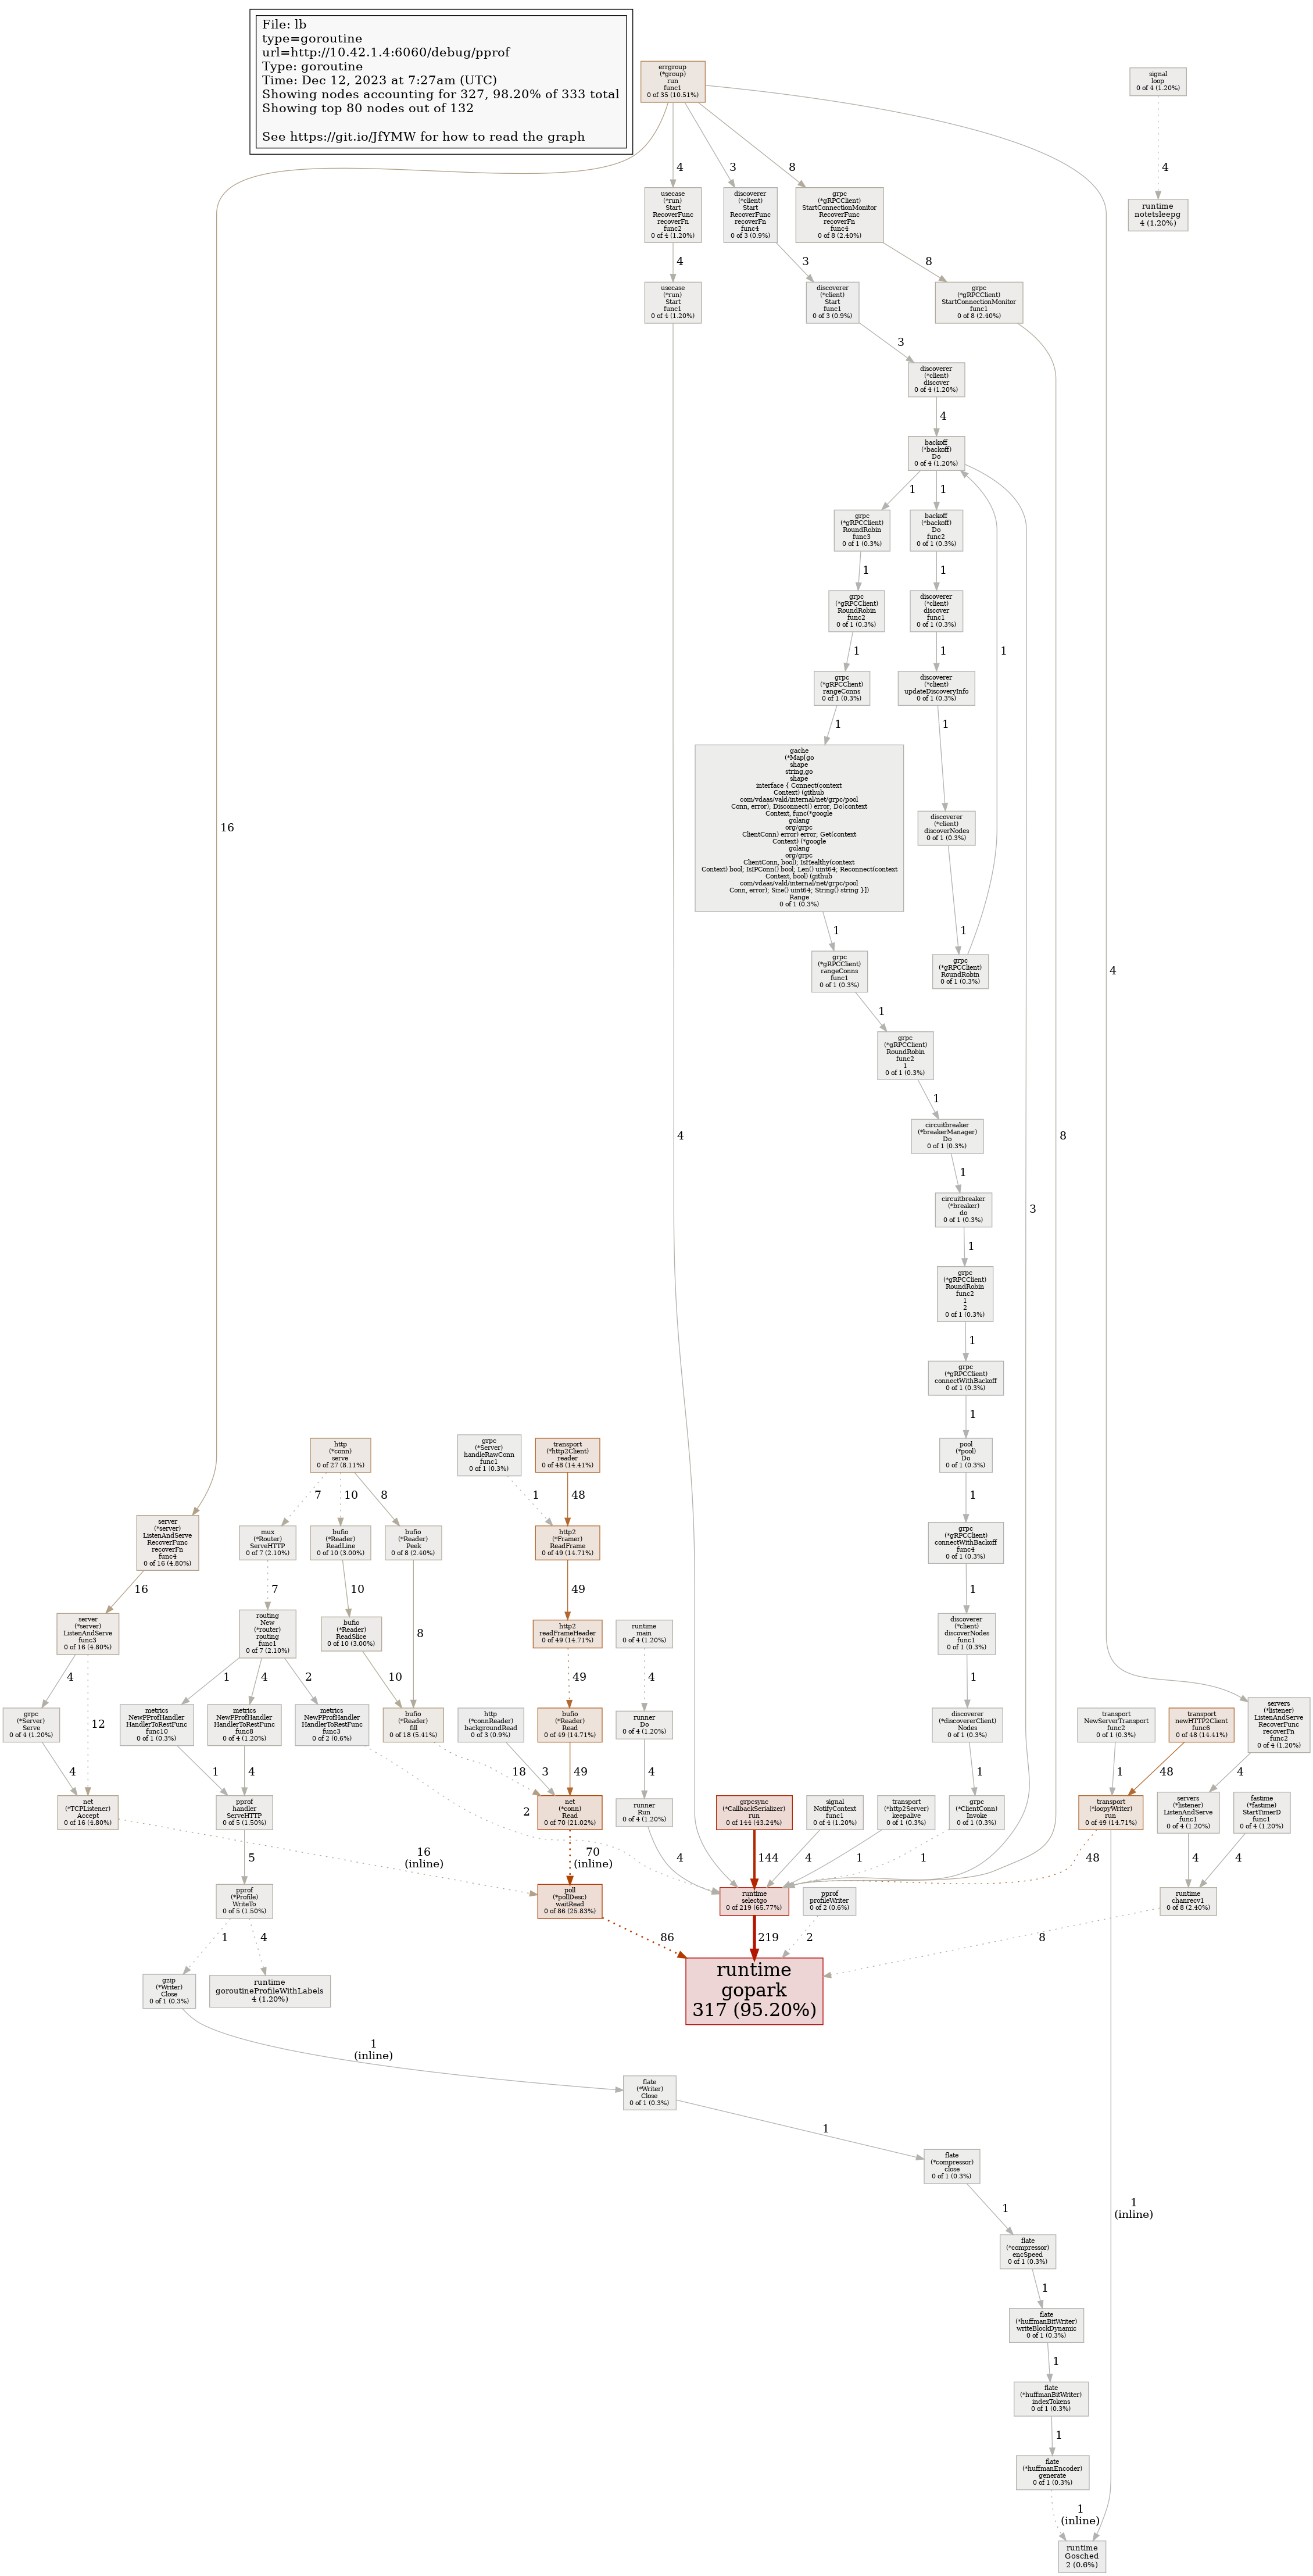 File: lb
type=goroutine
url=http://10.42.1.4:6060/debug/pprof
Type: goroutine
Time: Dec 12, 2023 at 7:27am (UTC)
Showing nodes accounting for 327, 98.20% of 333 total
Showing top 80 nodes out of 132
See https://git.io/JfYMW for how to read the graph
errgroup
(*group)
run
func1
0 of 35 (10.51%)
signal
loop
0 of 4 (1.20%)
4
3
8
4
usecase
(*run)
Start
RecoverFunc
recoverFn
func2
0 of 4 (1.20%)
discoverer
(*client)
Start
RecoverFunc
recoverFn
func4
0 of 3 (0.9%)
grpc
(*gRPCClient)
StartConnectionMonitor
RecoverFunc
recoverFn
func4
0 of 8 (2.40%)
runtime
notetsleepg
4 (1.20%)
4
3
8
usecase
(*run)
Start
func1
0 of 4 (1.20%)
discoverer
(*client)
Start
func1
0 of 3 (0.9%)
grpc
(*gRPCClient)
StartConnectionMonitor
func1
0 of 8 (2.40%)
3
discoverer
(*client)
discover
0 of 4 (1.20%)
4
backoff
(*backoff)
Do
0 of 4 (1.20%)
1
1
grpc
(*gRPCClient)
RoundRobin
func3
0 of 1 (0.3%)
backoff
(*backoff)
Do
func2
0 of 1 (0.3%)
1
1
grpc
(*gRPCClient)
RoundRobin
func2
0 of 1 (0.3%)
discoverer
(*client)
discover
func1
0 of 1 (0.3%)
1
1
1
grpc
(*gRPCClient)
rangeConns
0 of 1 (0.3%)
discoverer
(*client)
updateDiscoveryInfo
0 of 1 (0.3%)
1
1
gache
(*Map[go
shape
string,go
shape
interface { Connect(context
Context) (github
com/vdaas/vald/internal/net/grpc/pool
Conn, error); Disconnect() error; Do(context
Context, func(*google
golang
org/grpc
ClientConn) error) error; Get(context
Context) (*google
golang
org/grpc
ClientConn, bool); IsHealthy(context
Context) bool; IsIPConn() bool; Len() uint64; Reconnect(context
Context, bool) (github
com/vdaas/vald/internal/net/grpc/pool
Conn, error); Size() uint64; String() string }])
Range
0 of 1 (0.3%)
16
discoverer
(*client)
discoverNodes
0 of 1 (0.3%)
1
1
grpc
(*gRPCClient)
rangeConns
func1
0 of 1 (0.3%)
grpc
(*gRPCClient)
RoundRobin
0 of 1 (0.3%)
4
1
grpc
(*gRPCClient)
RoundRobin
func2
1
0 of 1 (0.3%)
1
circuitbreaker
(*breakerManager)
Do
0 of 1 (0.3%)
4
8
1
circuitbreaker
(*breaker)
do
0 of 1 (0.3%)
3
1
grpc
(*gRPCClient)
RoundRobin
func2
1
2
0 of 1 (0.3%)
1
grpc
(*gRPCClient)
connectWithBackoff
0 of 1 (0.3%)
1
http
(*conn)
serve
0 of 27 (8.11%)
grpc
(*Server)
handleRawConn
func1
0 of 1 (0.3%)
transport
(*http2Client)
reader
0 of 48 (14.41%)
pool
(*pool)
Do
0 of 1 (0.3%)
7
10
8
1
48
1
server
(*server)
ListenAndServe
RecoverFunc
recoverFn
func4
0 of 16 (4.80%)
mux
(*Router)
ServeHTTP
0 of 7 (2.10%)
bufio
(*Reader)
ReadLine
0 of 10 (3.00%)
bufio
(*Reader)
Peek
0 of 8 (2.40%)
http2
(*Framer)
ReadFrame
0 of 49 (14.71%)
grpc
(*gRPCClient)
connectWithBackoff
func4
0 of 1 (0.3%)
16
7
10
49
1
server
(*server)
ListenAndServe
func3
0 of 16 (4.80%)
routing
New
(*router)
routing
func1
0 of 7 (2.10%)
bufio
(*Reader)
ReadSlice
0 of 10 (3.00%)
8
http2
readFrameHeader
0 of 49 (14.71%)
runtime
main
0 of 4 (1.20%)
discoverer
(*client)
discoverNodes
func1
0 of 1 (0.3%)
4
12
1
4
2
10
49
4
1
grpc
(*Server)
Serve
0 of 4 (1.20%)
metrics
NewPProfHandler
HandlerToRestFunc
func10
0 of 1 (0.3%)
metrics
NewPProfHandler
HandlerToRestFunc
func8
0 of 4 (1.20%)
metrics
NewPProfHandler
HandlerToRestFunc
func3
0 of 2 (0.6%)
bufio
(*Reader)
fill
0 of 18 (5.41%)
http
(*connReader)
backgroundRead
0 of 3 (0.9%)
bufio
(*Reader)
Read
0 of 49 (14.71%)
runner
Do
0 of 4 (1.20%)
discoverer
(*discovererClient)
Nodes
0 of 1 (0.3%)
transport
NewServerTransport
func2
0 of 1 (0.3%)
transport
newHTTP2Client
func6
0 of 48 (14.41%)
servers
(*listener)
ListenAndServe
RecoverFunc
recoverFn
func2
0 of 4 (1.20%)
4
1
4
18
3
49
4
1
1
48
4
net
(*TCPListener)
Accept
0 of 16 (4.80%)
pprof
handler
ServeHTTP
0 of 5 (1.50%)
2
net
(*conn)
Read
0 of 70 (21.02%)
runner
Run
0 of 4 (1.20%)
grpcsync
(*CallbackSerializer)
run
0 of 144 (43.24%)
signal
NotifyContext
func1
0 of 4 (1.20%)
transport
(*http2Server)
keepalive
0 of 1 (0.3%)
grpc
(*ClientConn)
Invoke
0 of 1 (0.3%)
transport
(*loopyWriter)
run
0 of 49 (14.71%)
servers
(*listener)
ListenAndServe
func1
0 of 4 (1.20%)
fastime
(*fastime)
StartTimerD
func1
0 of 4 (1.20%)
5
16
(inline)
70
(inline)
4
144
4
1
1
48
4
4
pprof
(*Profile)
WriteTo
0 of 5 (1.50%)
poll
(*pollDesc)
waitRead
0 of 86 (25.83%)
runtime
selectgo
0 of 219 (65.77%)
pprof
profileWriter
0 of 2 (0.6%)
runtime
chanrecv1
0 of 8 (2.40%)
1
4
86
219
2
8
gzip
(*Writer)
Close
0 of 1 (0.3%)
runtime
goroutineProfileWithLabels
4 (1.20%)
runtime
gopark
317 (95.20%)
1
(inline)
flate
(*Writer)
Close
0 of 1 (0.3%)
1
flate
(*compressor)
close
0 of 1 (0.3%)
1
1
(inline)
flate
(*compressor)
encSpeed
0 of 1 (0.3%)
1
flate
(*huffmanBitWriter)
writeBlockDynamic
0 of 1 (0.3%)
1
flate
(*huffmanBitWriter)
indexTokens
0 of 1 (0.3%)
1
flate
(*huffmanEncoder)
generate
0 of 1 (0.3%)
1
(inline)
runtime
Gosched
2 (0.6%)